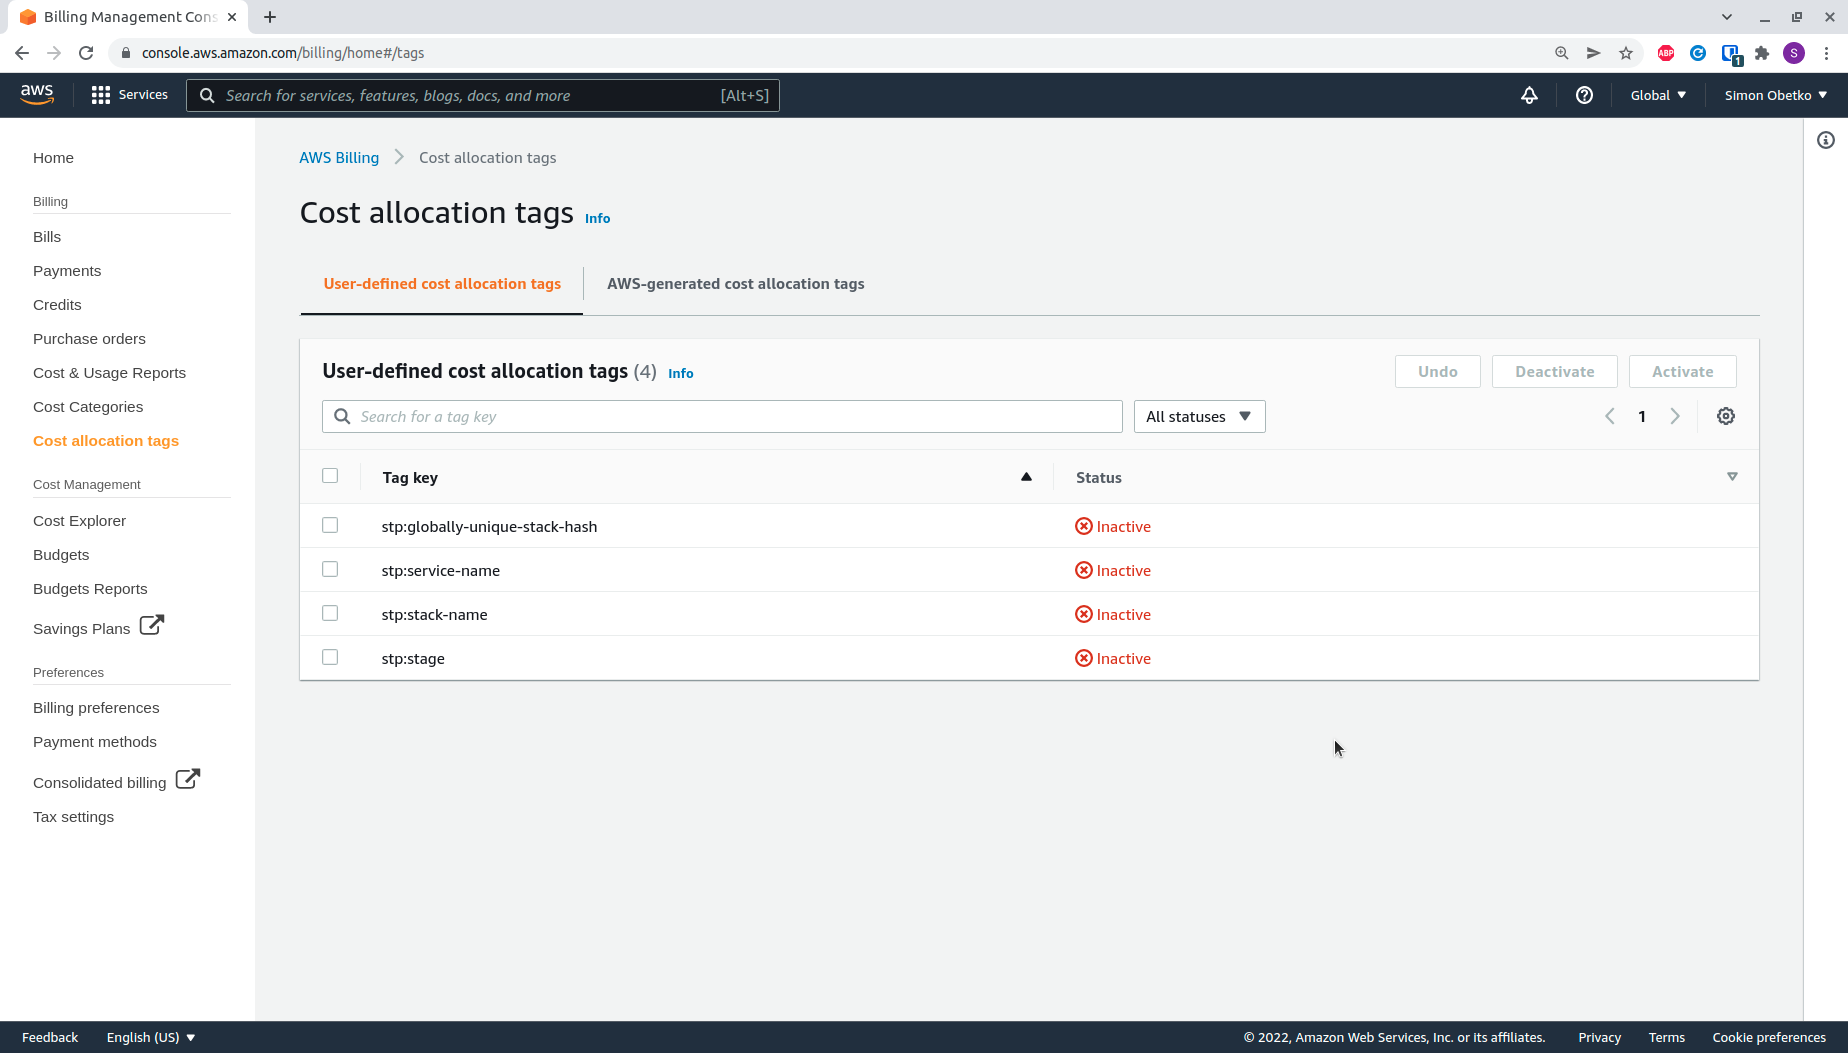 Billing Management Cons
console.aws.amazon.com/billing/home#/tags
ABP
1
S
aws
Services
Search for services, features, blogs, docs, and more
[Alt+S]
Global
Simon Obetko
Home
Billing
Bills
Payments
Credits
Purchase orders
Cost & Usage Reports
Cost Categories
Cost allocation tags
Cost Management
Cost Explorer
Budgets
Budgets Reports
Savings Plans
Preferences
Billing preferences
Payment methods
Consolidated billing
Tax settings
AWS Billing
Cost allocation tags
Cost allocation tags Info
User-defined cost allocation tags
AWS-generated cost allocation tags
User-defined cost allocation tags (4) Info
Undo
Deactivate
Activate
Search for a tag key
All statuses
1
Tag key
Status
stp:globally-unique-stack-hash
Inactive
stp:service-name
Inactive
stp:stack-name
Inactive
stp:stage
Inactive
Feedback
English (US)
© 2022, Amazon Web Services, Inc. or its affiliates.
Privacy
Terms
Cookie preferences